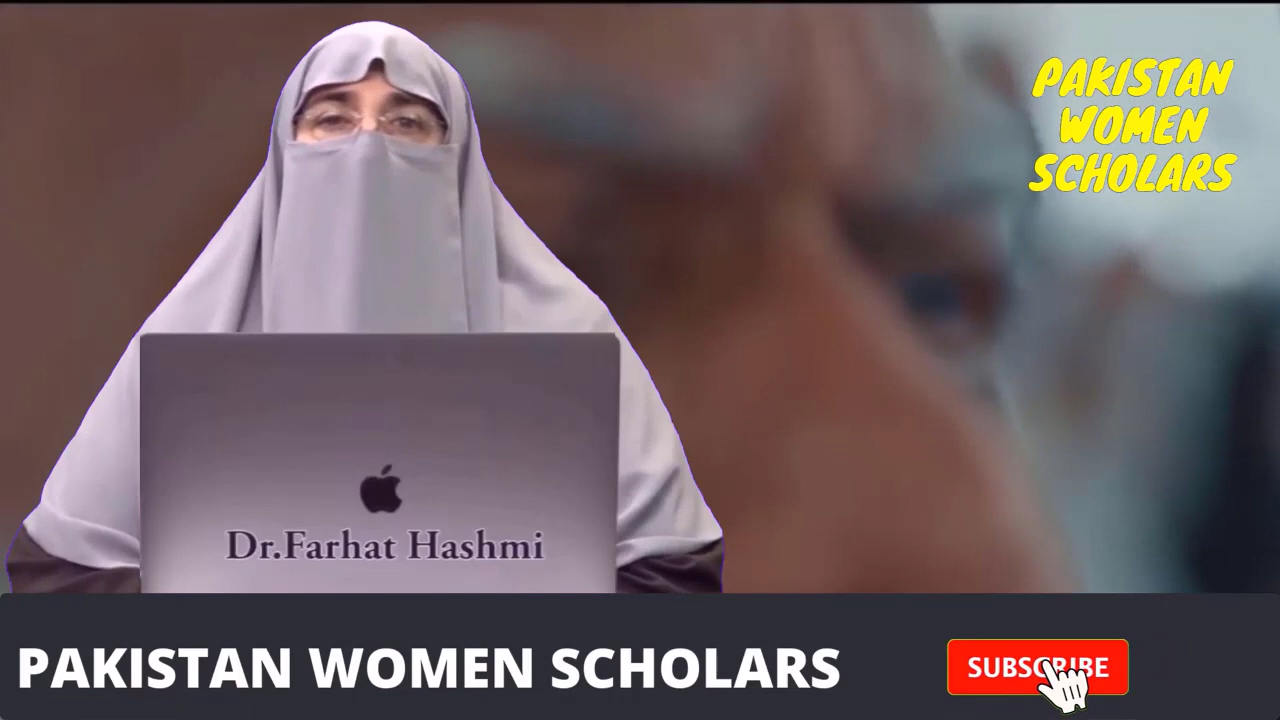 PAKISTAN
WOMEN
SCHOLARS
Dr.Farhat Hashmi
PAKISTAN WOMEN SCHOLARS
SUBSCRIBE